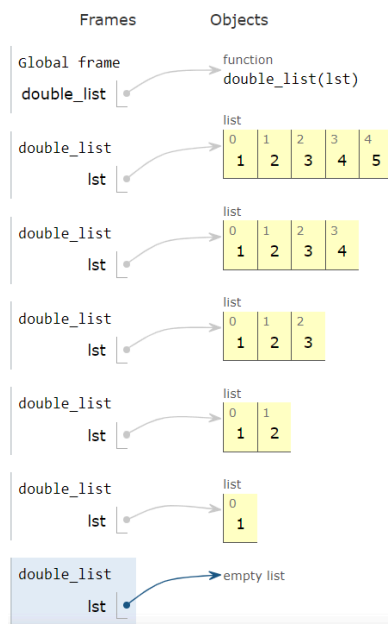 Frames Objects
Global frame
double_list
function
double_list(lst)
double_list
lst
list
0 1 2 3 4
1 2 3 4 5
double_list
lst
list
0 1 2 3
1 2 3 4
double_list
lst
list
0 1 2
1 2 3
double_list
lst
list
0 1
1 2
double_list
lst
list
0
1
double_list
lst
empty list